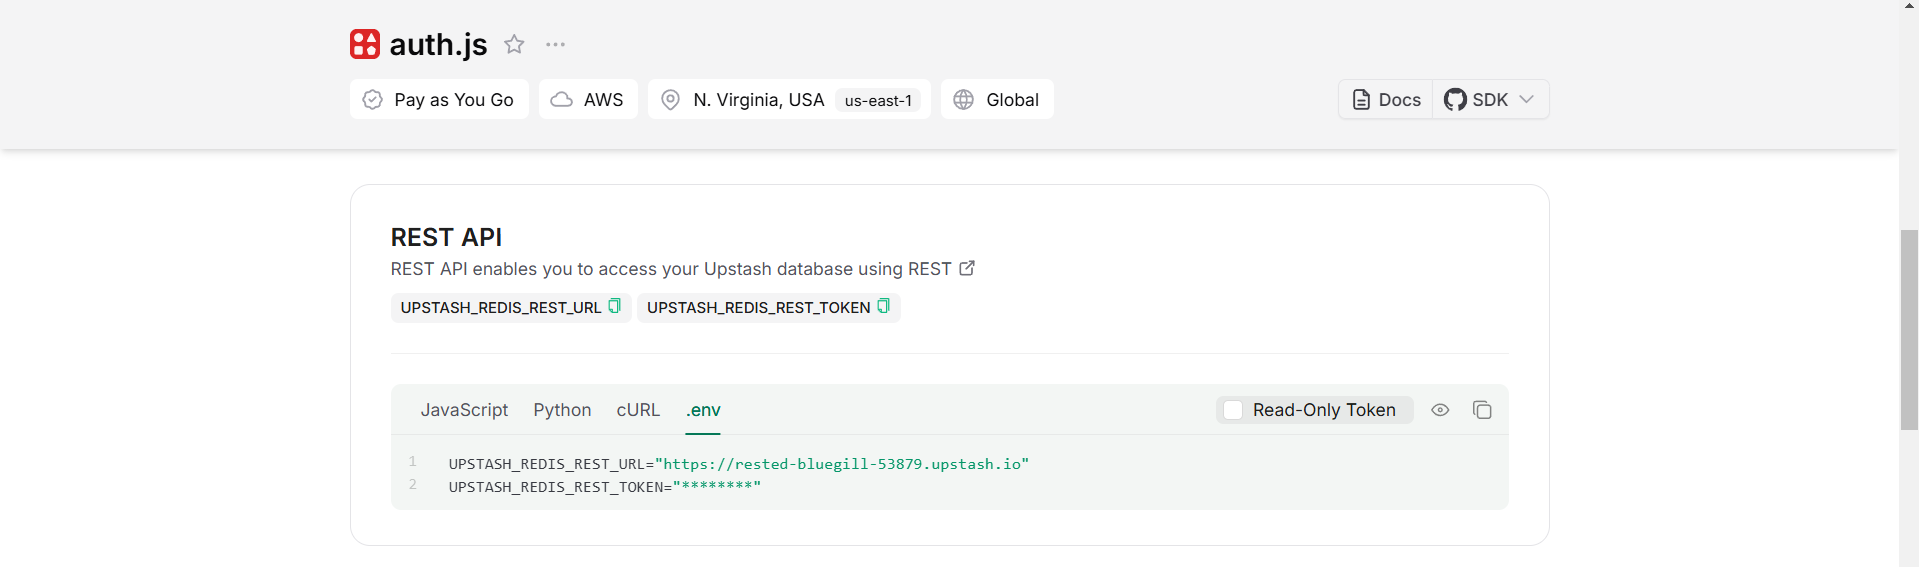 auth.js
Pay as You Go AWS N. Virginia, USA us-east-1 Global Docs SDK
REST API
REST API enables you to access your Upstash database using REST
UPSTASH_REDIS_REST_URL UPSTASH_REDIS_REST_TOKEN
JavaScript Python cURL .env Read-Only Token
1 UPSTASH_REDIS_REST_URL="https://rested-bluegill-53879.upstash.io"
2 UPSTASH_REDIS_REST_TOKEN="********"